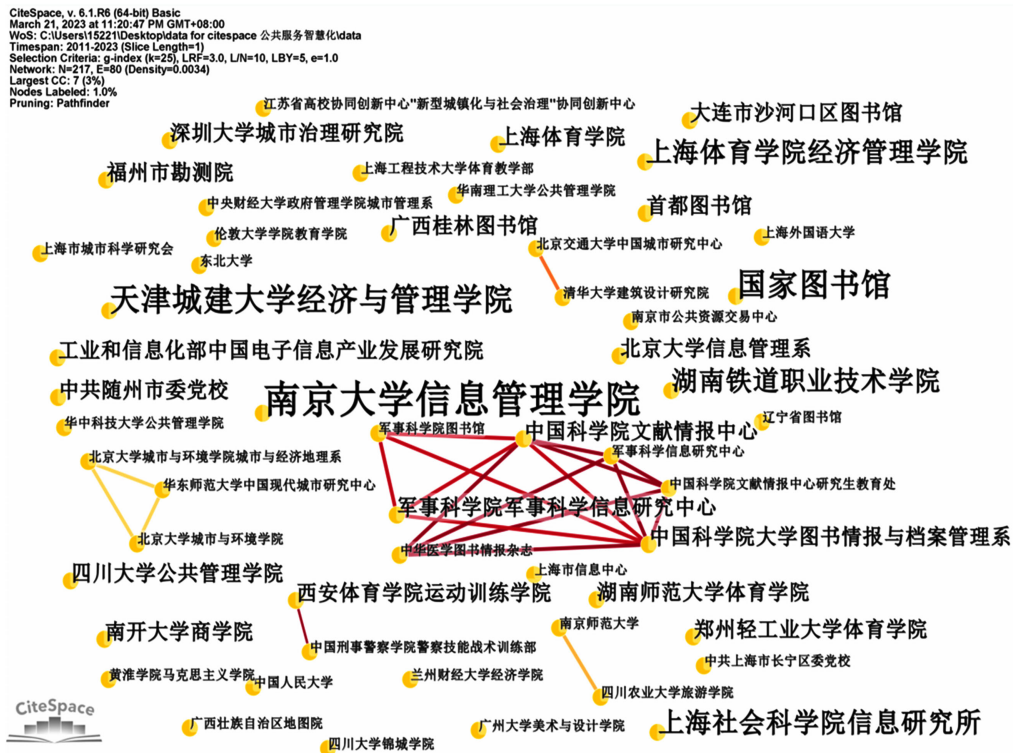 CiteSpace, v. 6.1.R6 (64-bit) Basic
March 21, 2023 at 11:20:47 PM GMT+08:00
WoS: C:\Users\15221\Desktop\data for citespace 公共服务智慧化\data
Timespan: 2011-2023 (Slice Length=1)
Selection Criteria: g-index (k=25), LRF=3.0, L/N=10, LBY=5, e=1.0
Network: N=217, E=80 (Density=0.0034)
Largest CC: 7 (3%)
Nodes Labeled: 1.0%
Pruning: Pathfinder
江苏省高校协同创新中心"新型城镇化与社会治理"协同创新中心
大连市沙河口区图书馆
深圳大学城市治理研究院
上海体育学院
上海体育学院经济管理学院
福州市勘测院
上海工程技术大学体育教学部
华南理工大学公共管理学院
中央财经大学政府管理学院城市管理系
首都图书馆
广西桂林图书馆
伦敦大学学院教育学院
上海外国语大学
上海市城市科学研究会
北京交通大学中国城市研究中心
东北大学
国家图书馆
清华大学建筑设计研究院
天津城建大学经济与管理学院
南京市公共资源交易中心
工业和信息化部中国电子信息产业发展研究院
北京大学信息管理系
中共随州市委党校
湖南铁道职业技术学院
南京大学信息管理学院
辽宁省图书馆
华中科技大学公共管理学院
军事科学院图书馆
中国科学院文献情报中心
军事科学信息研究中心
北京大学城市与环境学院城市与经济地理系
华东师范大学中国现代城市研究中心
中国科学院文献情报中心研究生教育处
军事科学院军事科学信息研究中心
北京大学城市与环境学院
中国科学院大学图书情报与档案管理系
中华医学图书情报杂志
四川大学公共管理学院
上海市信息中心
西安体育学院运动训练学院
湖南师范大学体育学院
南京师范大学
南开大学商学院
郑州轻工业大学体育学院
中国刑事警察学院警察技能战术训练部
中共上海市长宁区委党校
黄淮学院马克思主义学院
中国人民大学
兰州财经大学经济学院
四川农业大学旅游学院
CiteSpace
广西壮族自治区地图院
广州大学美术与设计学院
上海社会科学院信息研究所
四川大学锦城学院